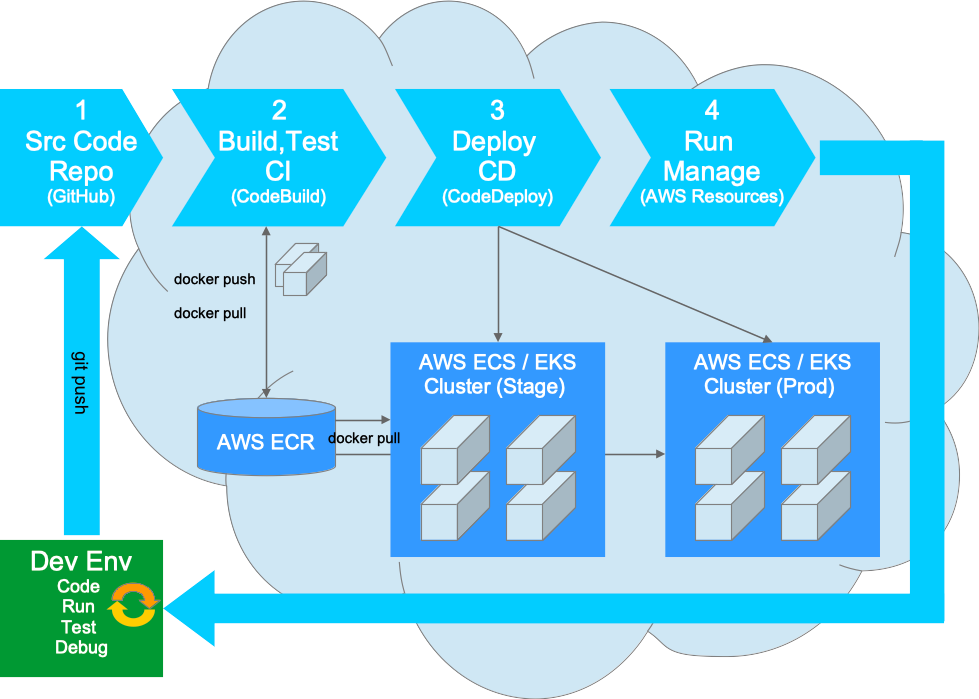 1
Src Code
Repo
(GitHub)
2
Build,Test
CI
(CodeBuild)
3
Deploy
CD
(CodeDeploy)
4
Run
Manage
(AWS Resources)
docker push
docker pull
git push
AWS ECR
docker pull
AWS ECS / EKS
Cluster (Stage)
AWS ECS / EKS
Cluster (Prod)
Dev Env
Code
Run
Test
Debug